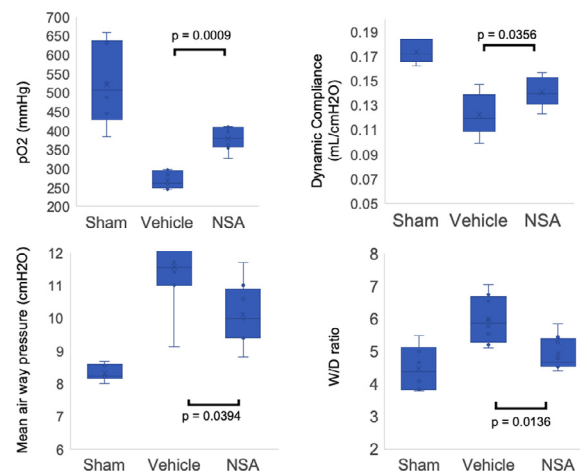 pO2 (mmHg)
700
650
600
550
500
450
400
350
300
250
200
p = 0.0009
Sham Vehicle NSA
Dynamic Compliance
(mL/cmH2O)
0.19
0.17
0.15
0.13
0.11
0.09
0.07
0.05
p = 0.0356
Sham Vehicle NSA
Mean air way pressure (cmH2O)
12
11
10
9
8
7
6
p = 0.0394
Sham Vehicle NSA
W/D ratio
8
7
6
5
4
3
2
p = 0.0136
Sham Vehicle NSA